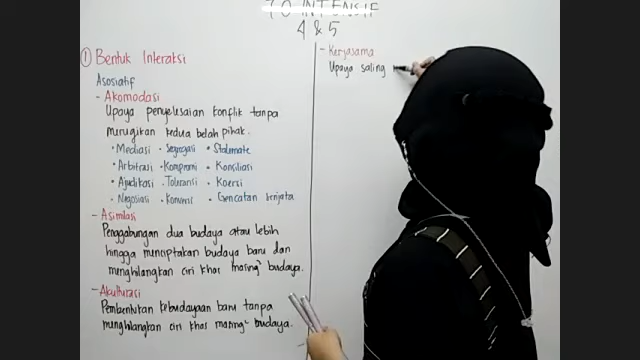 TO INTENSIF
4 & 5
① Bentuk Interaksi
Asosiatif
- Akomodasi
Upaya penyelesaian konflik tanpa
merugikan kedua belah pihak.
• Mediasi • Segregasi • Stalemate
• Arbitrasi • Kompromi • Konsiliasi
• Ajudikasi • Toleransi • Koersi
• Negosiasi • Konversi • Gencatan Senjata
- Asimilasi
Penggabungan dua budaya atau lebih
hingga menciptakan budaya baru dan
menghilangkan ciri khas masing² budaya.
- Akulturasi
Pembentukan kebudayaan baru tanpa
menghilangkan ciri khas masing² budaya.
- Kerjasama
Upaya saling